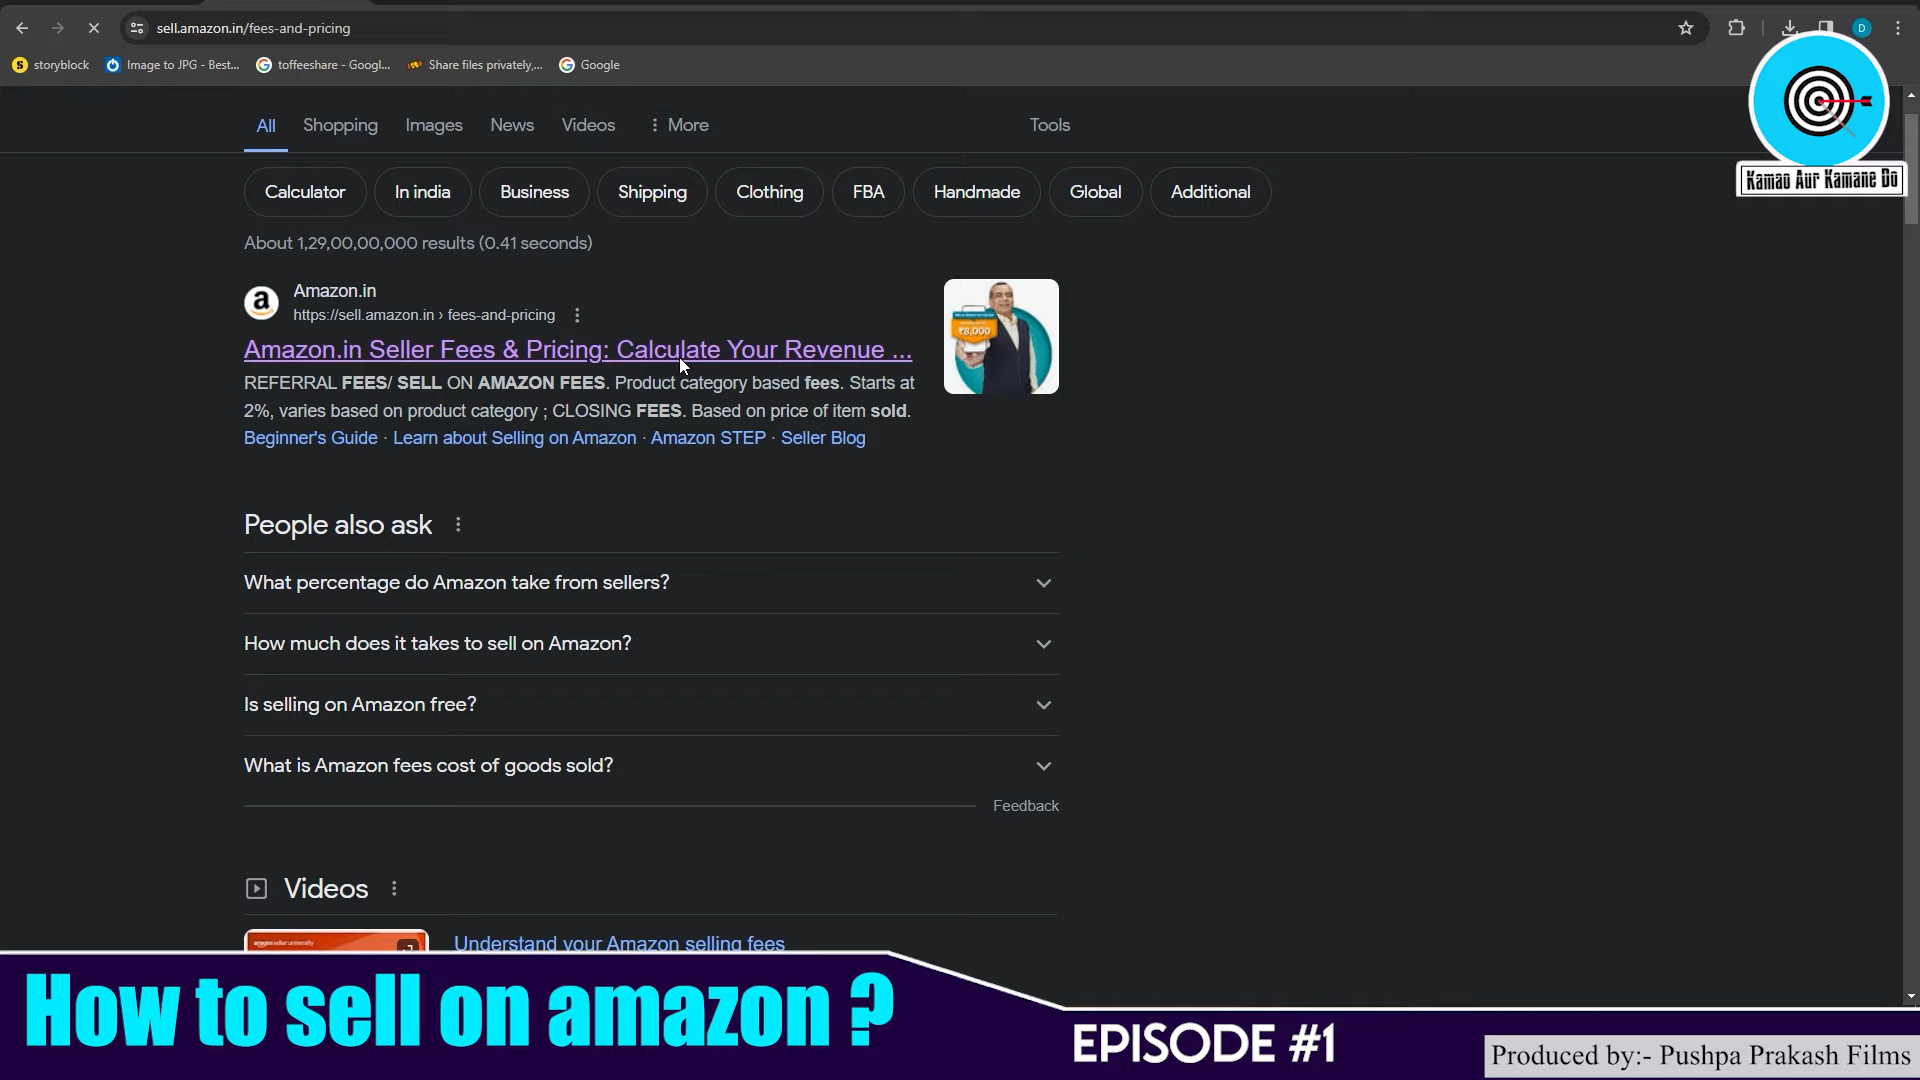 sell.amazon.in/fees-and-pricing
D
storyblock
Image to JPG - Best...
toffeeshare - Googl...
Share files privately,...
Google
Kamao Aur Kamane Do
All
Shopping
Images
News
Videos
More
Tools
Calculator
In india
Business
Shipping
Clothing
FBA
Handmade
Global
Additional
About 1,29,00,00,000 results (0.41 seconds)
a
Amazon.in
https://sell.amazon.in › fees-and-pricing
₹8,000
Amazon.in Seller Fees & Pricing: Calculate Your Revenue ...
REFERRAL FEES/ SELL ON AMAZON FEES. Product category based fees. Starts at
2%, varies based on product category ; CLOSING FEES. Based on price of item sold.
Beginner's Guide · Learn about Selling on Amazon · Amazon STEP · Seller Blog
People also ask
What percentage do Amazon take from sellers?
How much does it takes to sell on Amazon?
Is selling on Amazon free?
What is Amazon fees cost of goods sold?
Feedback
Videos
amazon seller university
Understand your Amazon selling fees
How to sell on amazon ?
EPISODE #1
Produced by:- Pushpa Prakash Films